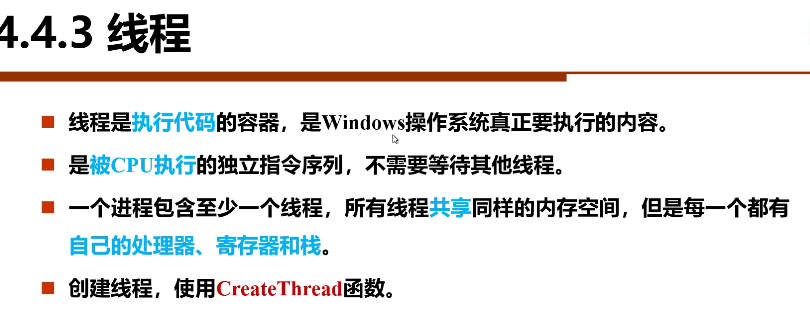 4.4.3 线程
线程是执行代码的容器，是Windows操作系统真正要执行的内容。
是被CPU执行的独立指令序列，不需要等待其他线程。
一个进程包含至少一个线程，所有线程共享同样的内存空间，但是每一个都有
自己的处理器、寄存器和栈。
创建线程，使用CreateThread函数。